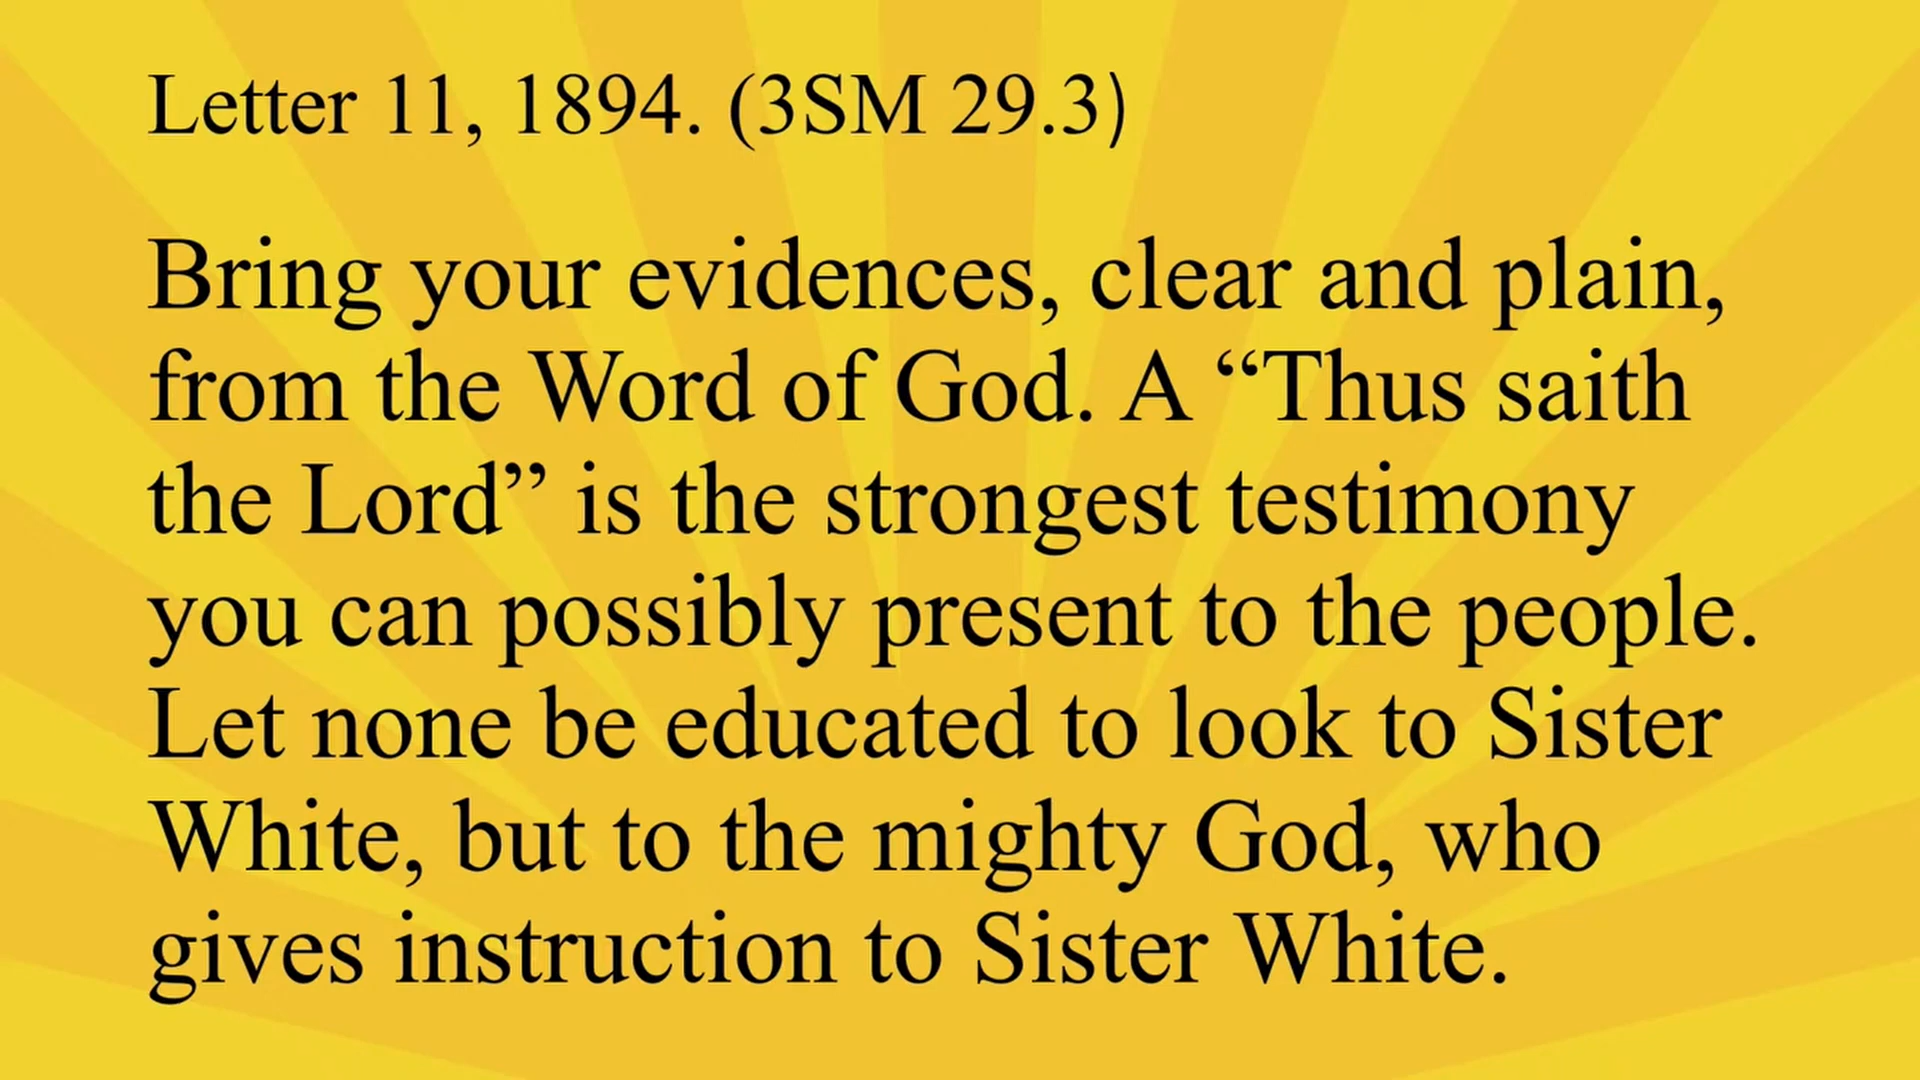 Letter 11, 1894. (3SM 29.3)
Bring your evidences, clear and plain,
from the Word of God. A “Thus saith
the Lord” is the strongest testimony
you can possibly present to the people.
Let none be educated to look to Sister
White, but to the mighty God, who
gives instruction to Sister White.